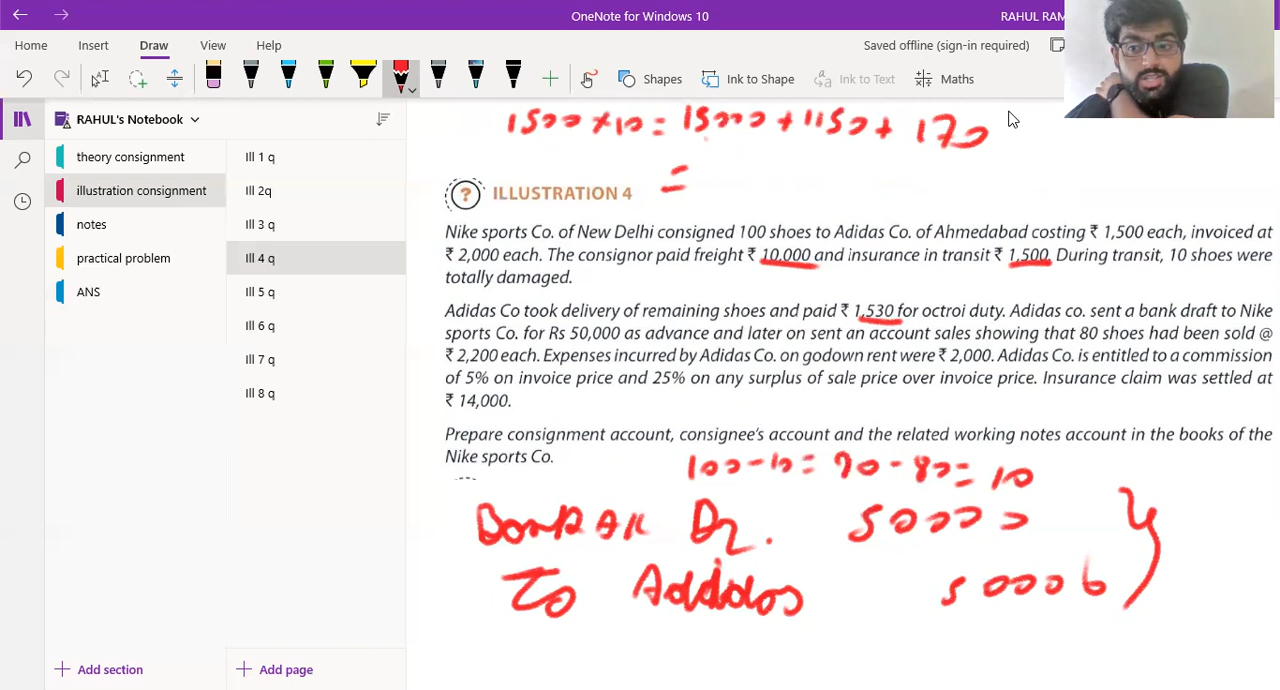 OneNote for Windows 10
RAHUL RAM
Home Insert Draw View Help
Saved offline (sign-in required)
Shapes Ink to Shape Ink to Text Maths
RAHUL's Notebook
theory consignment
illustration consignment
notes
practical problem
ANS
Ill 1 q
Ill 2q
Ill 3 q
Ill 4 q
Ill 5 q
Ill 6 q
Ill 7 q
Ill 8 q
Add section
Add page
1500 × 10 = 15000 + 1150 + 170
=
? ILLUSTRATION 4
Nike sports Co. of New Delhi consigned 100 shoes to Adidas Co. of Ahmedabad costing ₹ 1,500 each, invoiced at
₹ 2,000 each. The consignor paid freight ₹ 10,000 and insurance in transit ₹ 1,500. During transit, 10 shoes were
totally damaged.
Adidas Co took delivery of remaining shoes and paid ₹ 1,530 for octroi duty. Adidas co. sent a bank draft to Nike
sports Co. for Rs 50,000 as advance and later on sent an account sales showing that 80 shoes had been sold @
₹ 2,200 each. Expenses incurred by Adidas Co. on godown rent were ₹ 2,000. Adidas Co. is entitled to a commission
of 5% on invoice price and 25% on any surplus of sale price over invoice price. Insurance claim was settled at
₹ 14,000.
Prepare consignment account, consignee's account and the related working notes account in the books of the
Nike sports Co.
100 - 10 = 90 - 80 = 10
Dr. 50000
To 50000